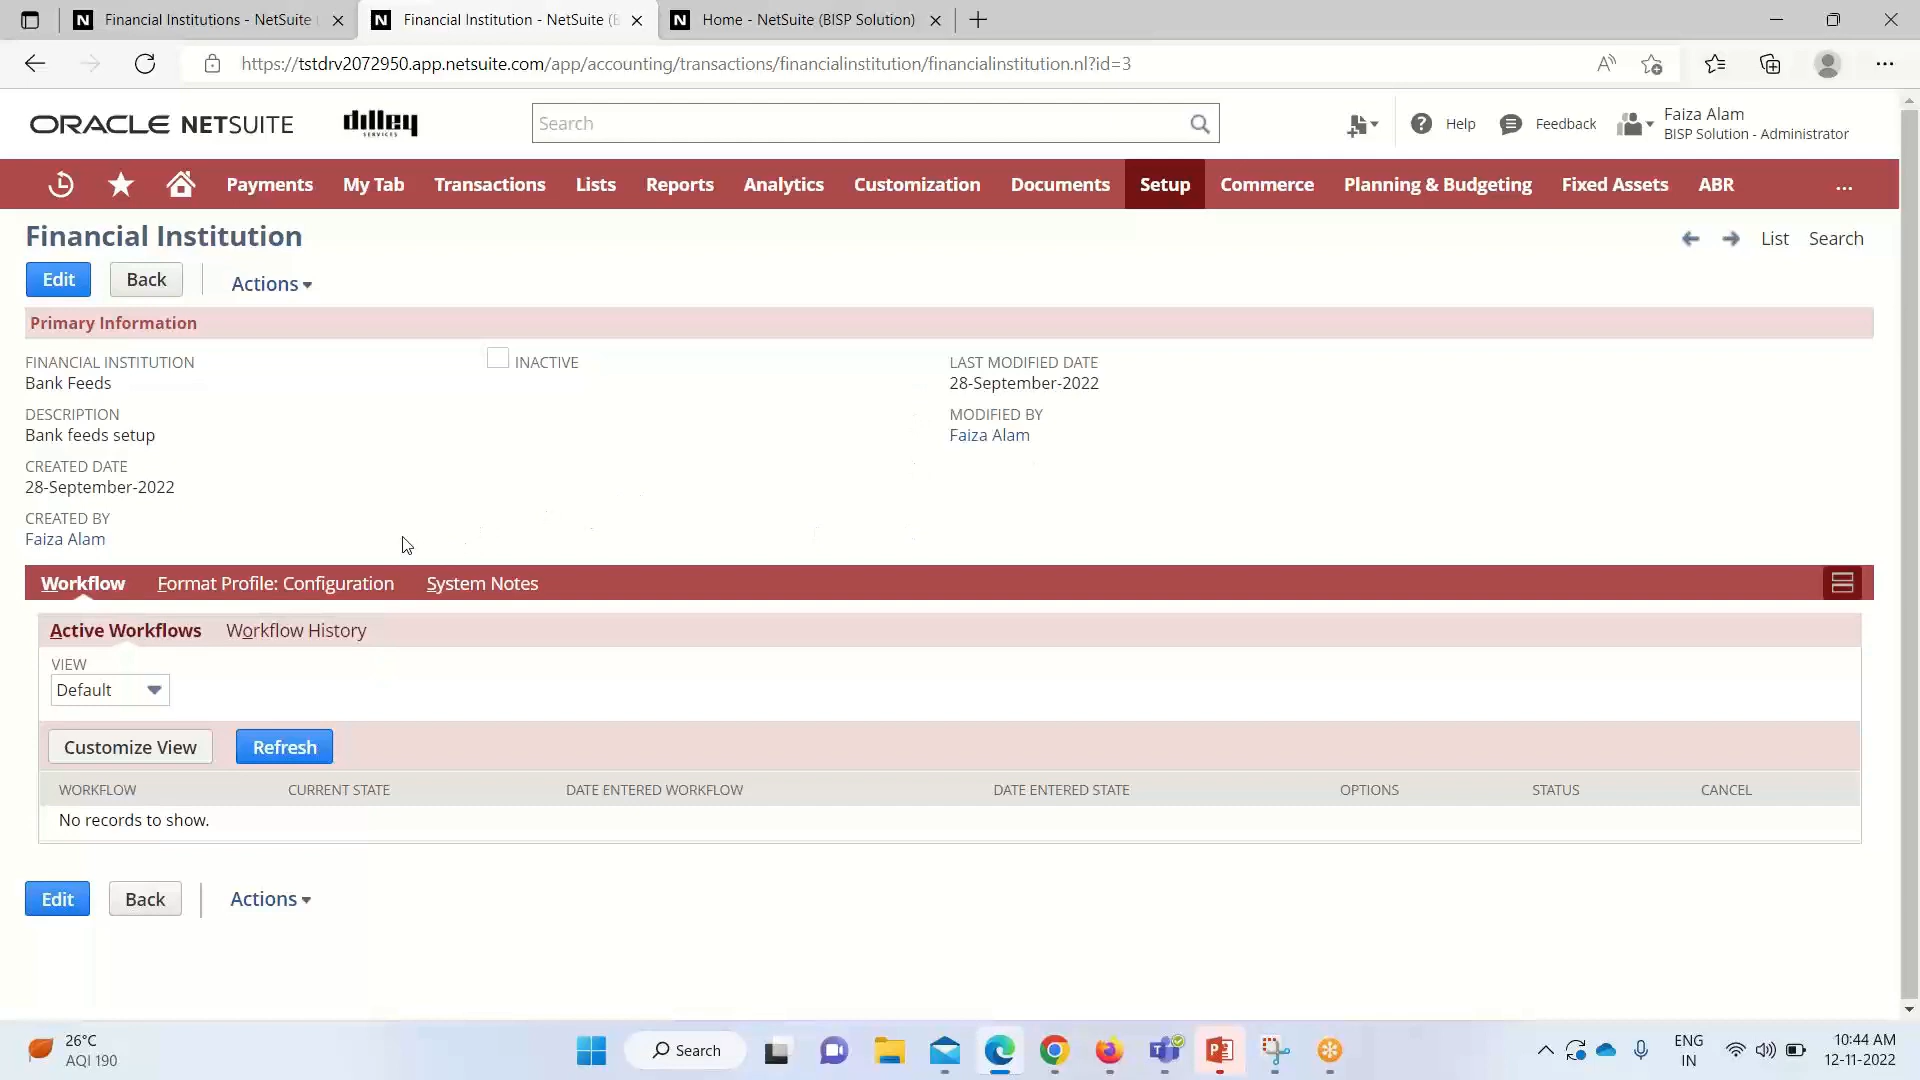 Financial Institutions - NetSuite
Financial Institution - NetSuite (B
Home - NetSuite (BISP Solution)
https://tstdrv2072950.app.netsuite.com/app/accounting/transactions/financialinstitution/financialinstitution.nl?id=3
ORACLE NETSUITE
dilley
SERVICES
Search
Help
Feedback
Faiza Alam
BISP Solution - Administrator
Payments My Tab Transactions Lists Reports Analytics Customization Documents Setup Commerce Planning & Budgeting Fixed Assets ABR ...
Financial Institution
List Search
Edit Back Actions
Primary Information
FINANCIAL INSTITUTION
Bank Feeds
DESCRIPTION
Bank feeds setup
CREATED DATE
28-September-2022
CREATED BY
Faiza Alam
INACTIVE
LAST MODIFIED DATE
28-September-2022
MODIFIED BY
Faiza Alam
Workflow Format Profile: Configuration System Notes
Active Workflows Workflow History
VIEW
Default
Customize View Refresh
WORKFLOW CURRENT STATE DATE ENTERED WORKFLOW DATE ENTERED STATE OPTIONS STATUS CANCEL
No records to show.
Edit Back Actions
26°C
AQI 190
Search
ENG
IN
10:44 AM
12-11-2022